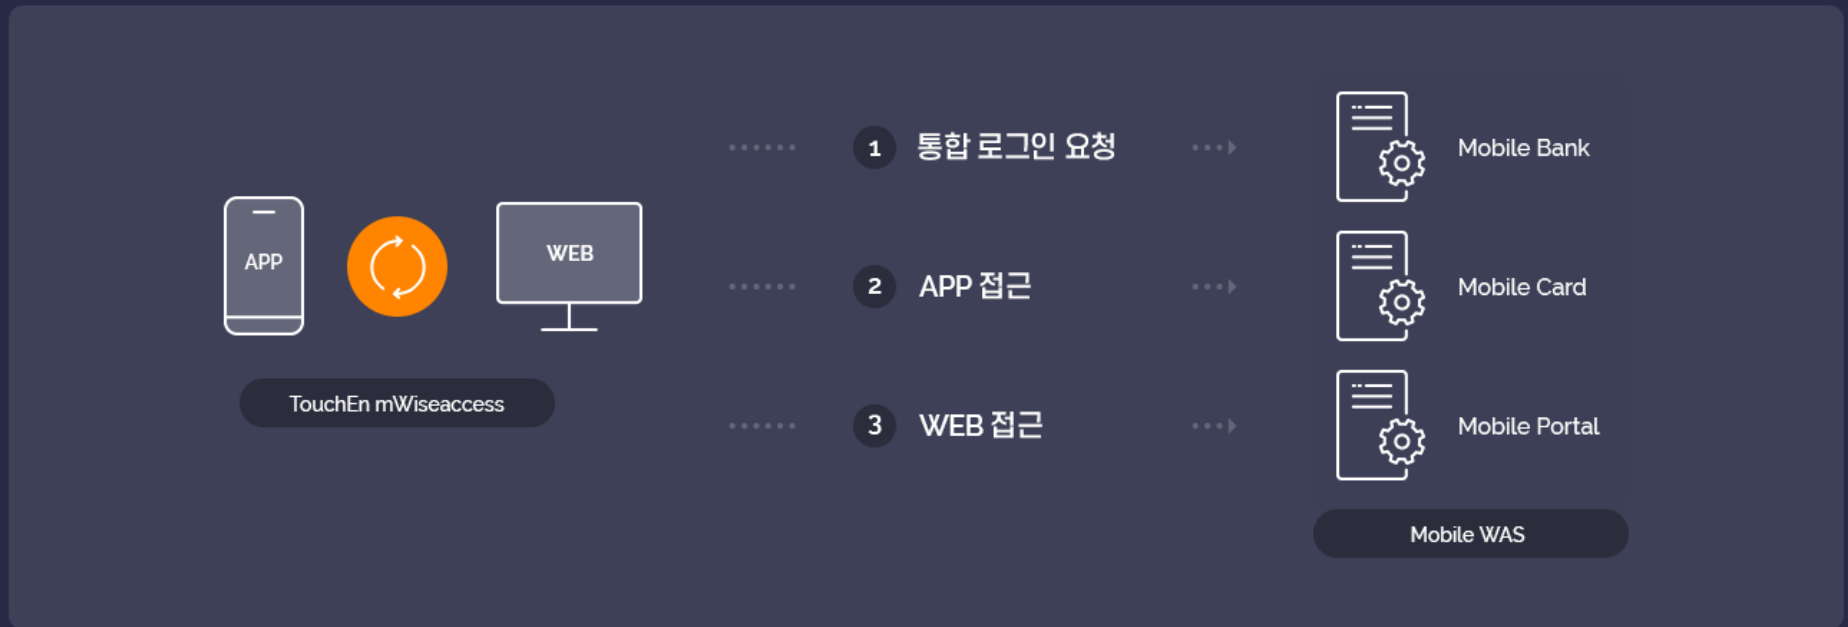 APP
WEB
TouchEn mWiseaccess
1 통합 로그인 요청
2 APP 접근
3 WEB 접근
Mobile Bank
Mobile Card
Mobile Portal
Mobile WAS